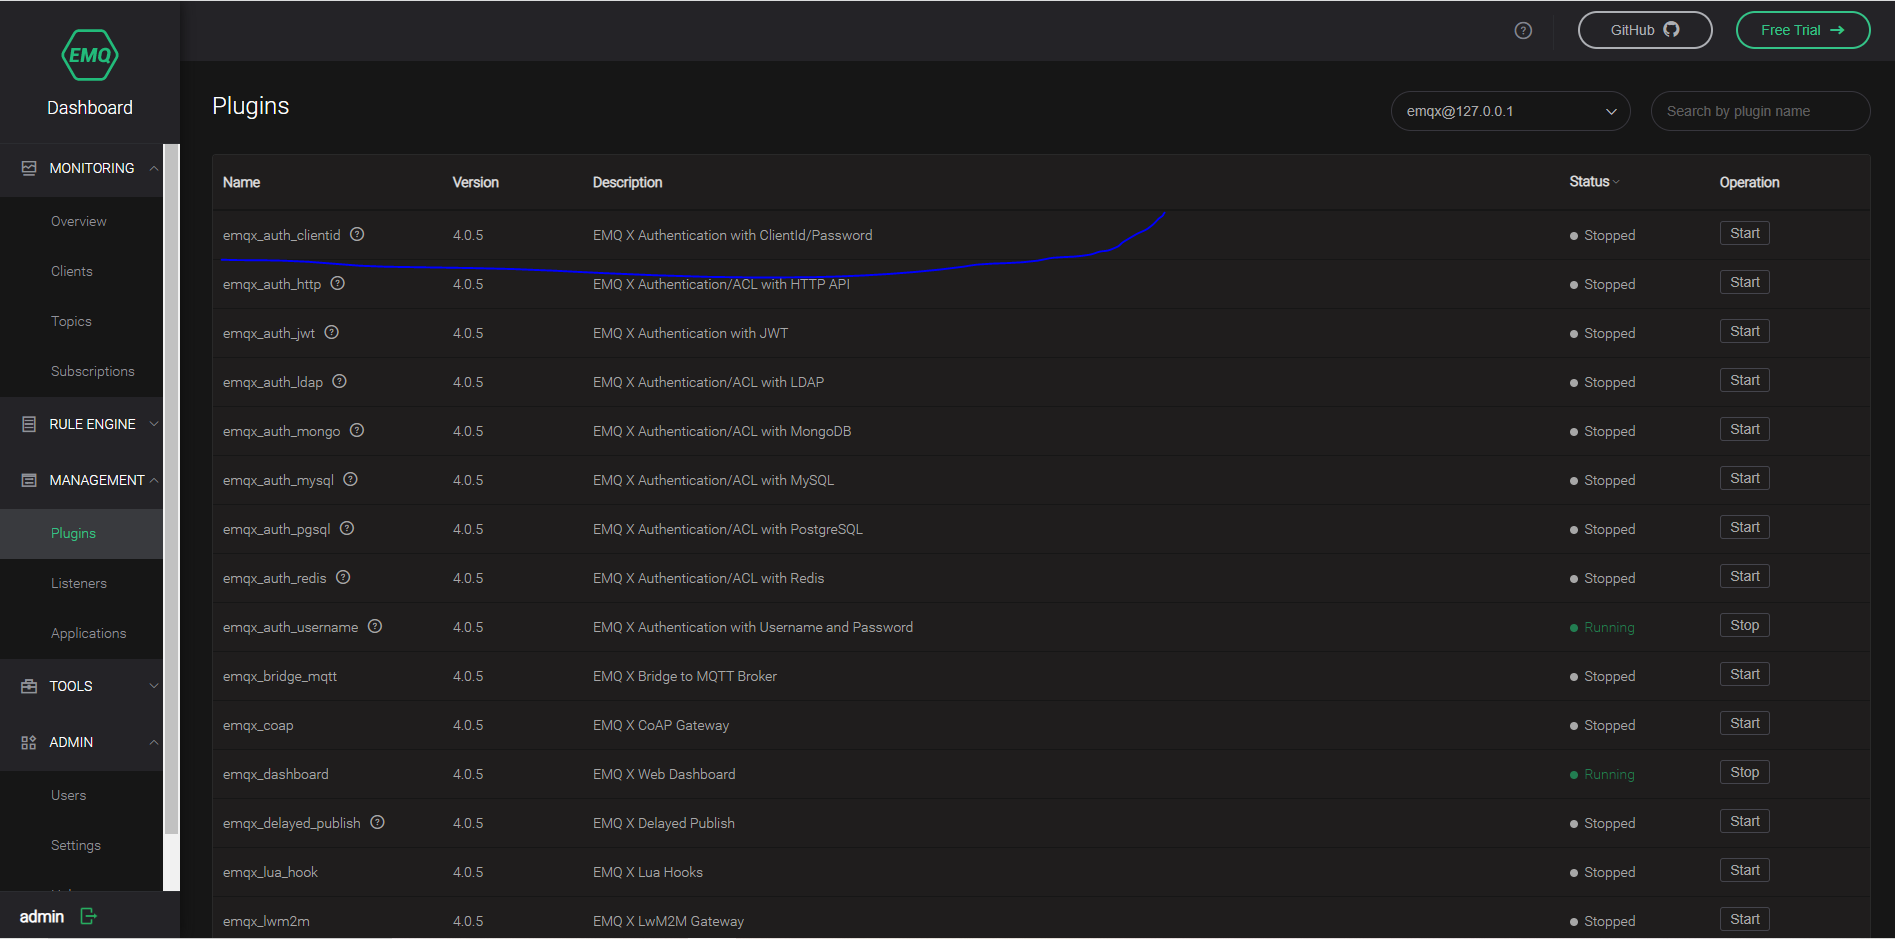 EMQ
Dashboard
MONITORING
Overview
Clients
Topics
Subscriptions
RULE ENGINE
MANAGEMENT
Plugins
Listeners
Applications
TOOLS
ADMIN
Users
Settings
admin
? GitHub Free Trial →
Plugins
emqx@127.0.0.1 Search by plugin name
Name Version Description Status Operation
emqx_auth_clientid ? 4.0.5 EMQ X Authentication with ClientId/Password Stopped Start
emqx_auth_http ? 4.0.5 EMQ X Authentication/ACL with HTTP API Stopped Start
emqx_auth_jwt ? 4.0.5 EMQ X Authentication with JWT Stopped Start
emqx_auth_ldap ? 4.0.5 EMQ X Authentication/ACL with LDAP Stopped Start
emqx_auth_mongo ? 4.0.5 EMQ X Authentication/ACL with MongoDB Stopped Start
emqx_auth_mysql ? 4.0.5 EMQ X Authentication/ACL with MySQL Stopped Start
emqx_auth_pgsql ? 4.0.5 EMQ X Authentication/ACL with PostgreSQL Stopped Start
emqx_auth_redis ? 4.0.5 EMQ X Authentication/ACL with Redis Stopped Start
emqx_auth_username ? 4.0.5 EMQ X Authentication with Username and Password Running Stop
emqx_bridge_mqtt 4.0.5 EMQ X Bridge to MQTT Broker Stopped Start
emqx_coap 4.0.5 EMQ X CoAP Gateway Stopped Start
emqx_dashboard 4.0.5 EMQ X Web Dashboard Running Stop
emqx_delayed_publish ? 4.0.5 EMQ X Delayed Publish Stopped Start
emqx_lua_hook 4.0.5 EMQ X Lua Hooks Stopped Start
emqx_lwm2m 4.0.5 EMQ X LwM2M Gateway Stopped Start